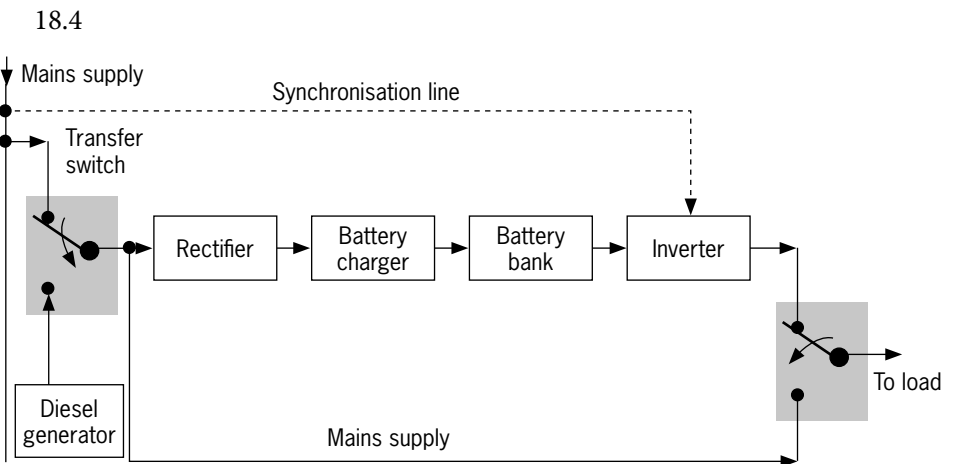 18.4
Mains supply
Synchronisation line
Transfer
switch
Rectifier
Battery
charger
Battery
bank
Inverter
To load
Diesel
generator
Mains supply